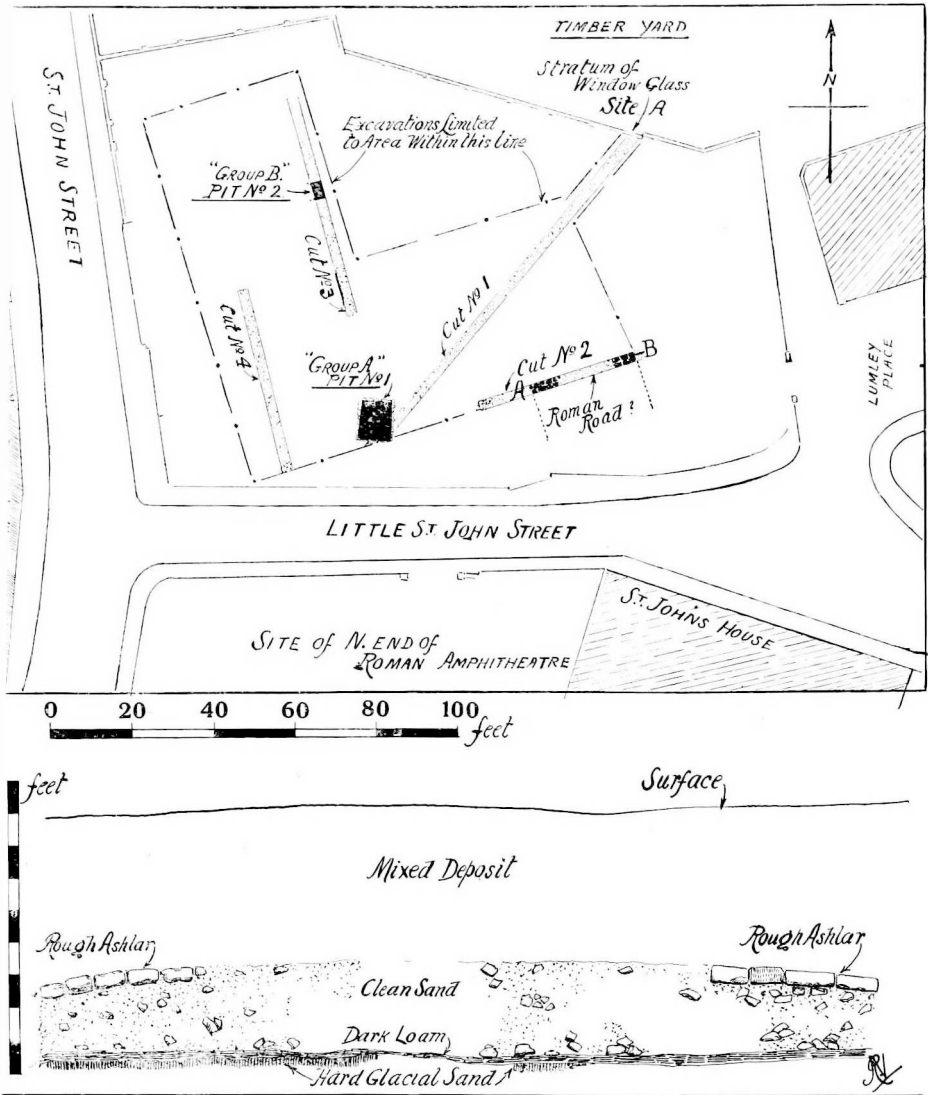 TIMBER YARD
Stratum of
Window Glass
Site A
N
ST. JOHN STREET
Excavations Limited
to Area Within this Line
"GROUP B."
PIT Nº 2
Cut Nº 3
Cut Nº 1
Cut Nº 4
"GROUP A"
PIT Nº 1
Cut Nº 2
A
B
Roman
Road?
LUMLEY
PLACE
LITTLE ST. JOHN STREET
ST. JOHNS HOUSE
SITE OF N. END OF
ROMAN AMPHITHEATRE
0 20 40 60 80 100
feet
feet
Surface
Mixed Deposit
Rough Ashlar
Rough Ashlar
Clean Sand
Dark Loam
Hard Glacial Sand